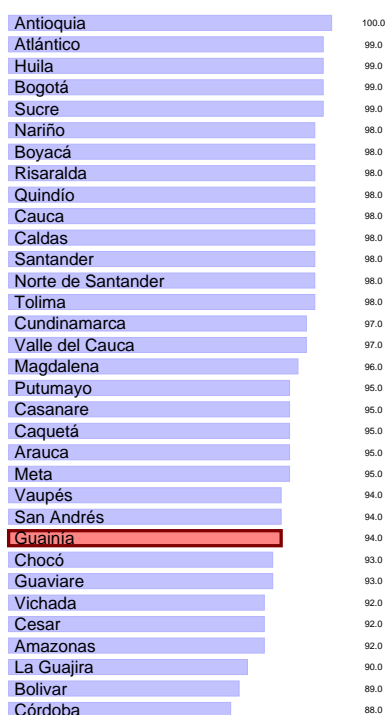 Antioquia 100.0
Atlántico 99.0
Huila 99.0
Bogotá 99.0
Sucre 99.0
Nariño 98.0
Boyacá 98.0
Risaralda 98.0
Quindío 98.0
Cauca 98.0
Caldas 98.0
Santander 98.0
Norte de Santander 98.0
Tolima 98.0
Cundinamarca 97.0
Valle del Cauca 97.0
Magdalena 96.0
Putumayo 95.0
Casanare 95.0
Caquetá 95.0
Arauca 95.0
Meta 95.0
Vaupés 94.0
San Andrés 94.0
Guainía 94.0
Chocó 93.0
Guaviare 93.0
Vichada 92.0
Cesar 92.0
Amazonas 92.0
La Guajira 90.0
Bolivar 89.0
Córdoba 88.0